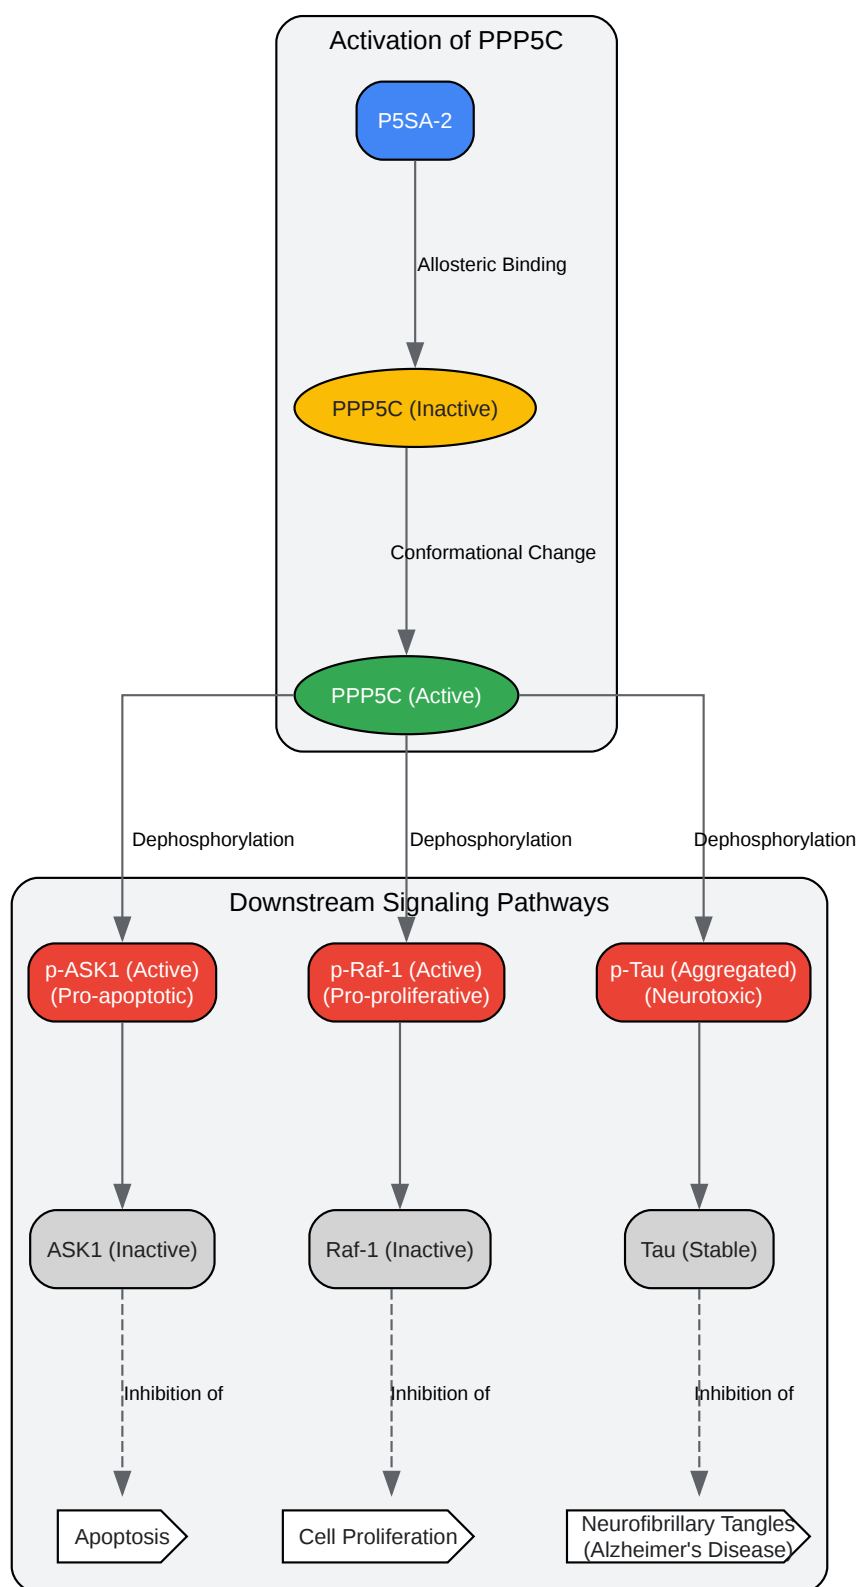 Activation of PPP5C
P5SA-2
Allosteric Binding
PPP5C (Inactive)
Conformational Change
PPP5C (Active)
Dephosphorylation
Dephosphorylation
Dephosphorylation
Downstream Signaling Pathways
p-ASK1 (Active)
(Pro-apoptotic)
p-Raf-1 (Active)
(Pro-proliferative)
p-Tau (Aggregated)
(Neurotoxic)
ASK1 (Inactive)
Raf-1 (Inactive)
Tau (Stable)
Inhibition of
Inhibition of
Inhibition of
Apoptosis
Cell Proliferation
Neurofibrillary Tangles
(Alzheimer's Disease)